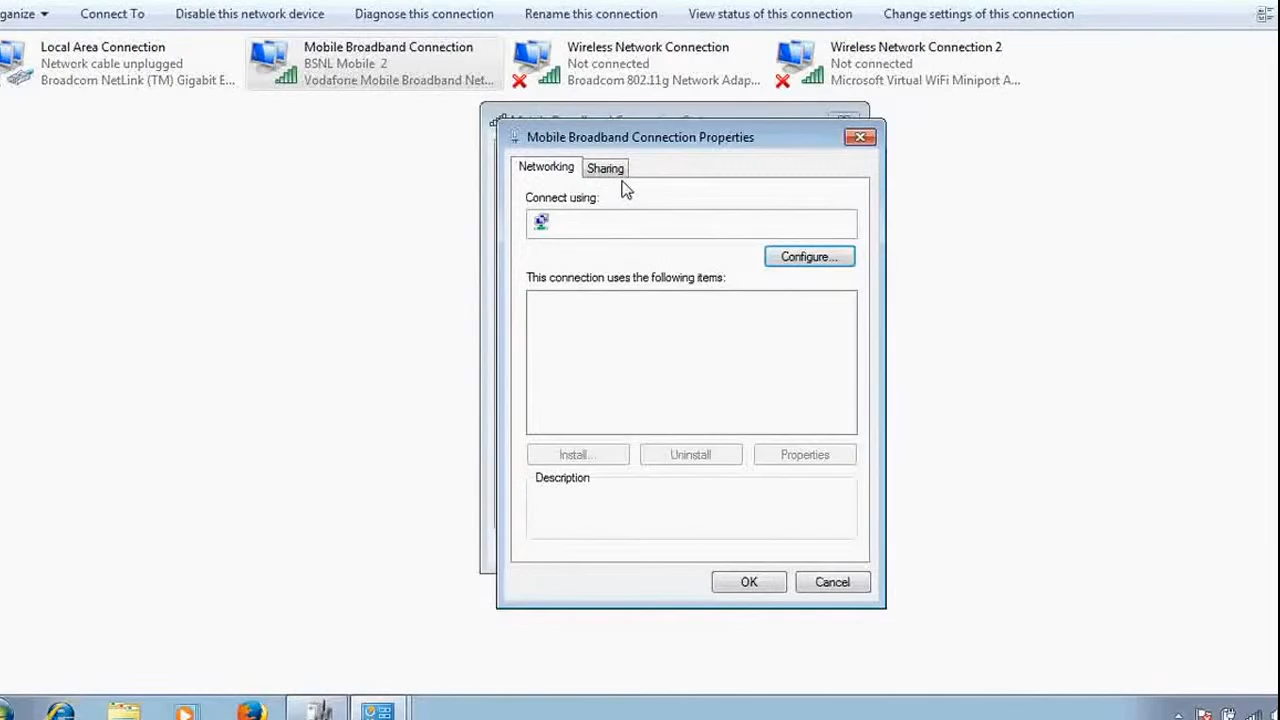 ganize Connect To Disable this network device Diagnose this connection Rename this connection View status of this connection Change settings of this connection
Local Area Connection
Network cable unplugged
Broadcom NetLink (TM) Gigabit E...
Mobile Broadband Connection
BSNL Mobile 2
Vodafone Mobile Broadband Net...
Wireless Network Connection
Not connected
Broadcom 802.11g Network Adap...
Wireless Network Connection 2
Not connected
Microsoft Virtual WiFi Miniport A...
Mobile Broadband Connection Properties
Networking Sharing
Connect using:
Configure...
This connection uses the following items:
Install... Uninstall Properties
Description
OK Cancel